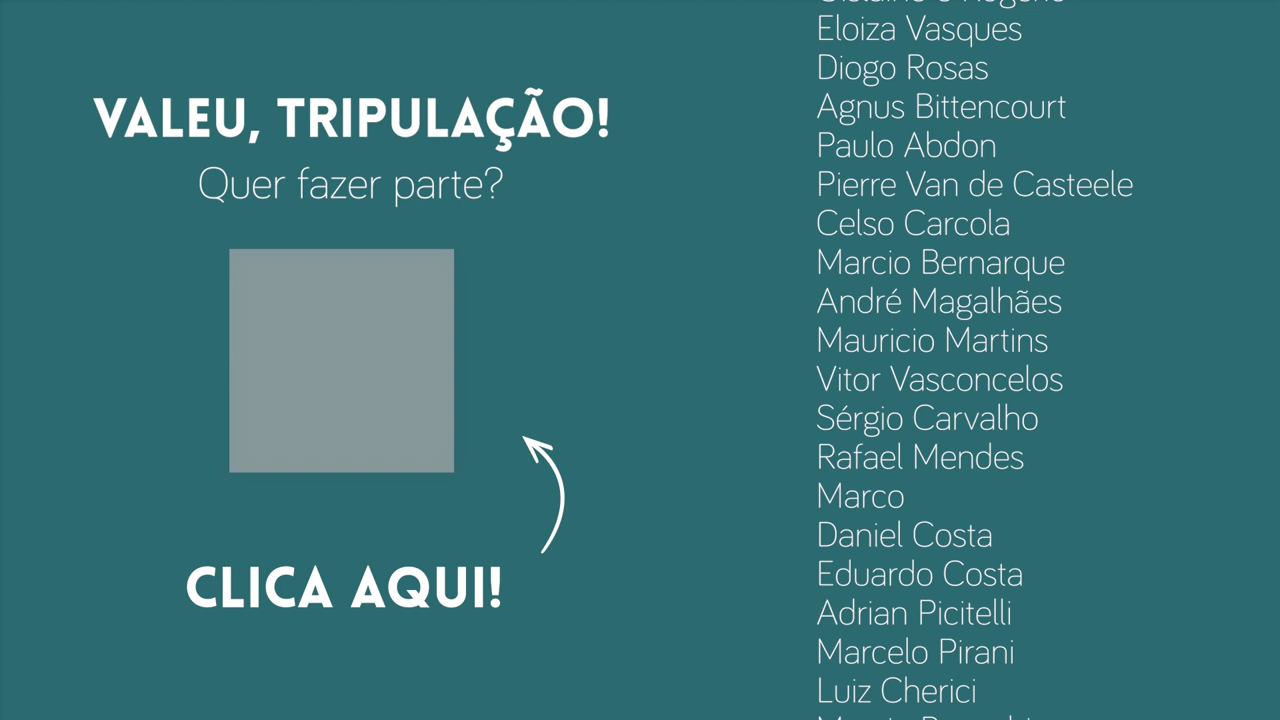 VALEU, TRIPULAÇÃO!
Quer fazer parte?
CLICA AQUI!
Eloiza Vasques
Diogo Rosas
Agnus Bittencourt
Paulo Abdon
Pierre Van de Casteele
Celso Carcola
Marcio Bernarque
André Magalhães
Mauricio Martins
Vitor Vasconcelos
Sérgio Carvalho
Rafael Mendes
Marco
Daniel Costa
Eduardo Costa
Adrian Picitelli
Marcelo Pirani
Luiz Cherici